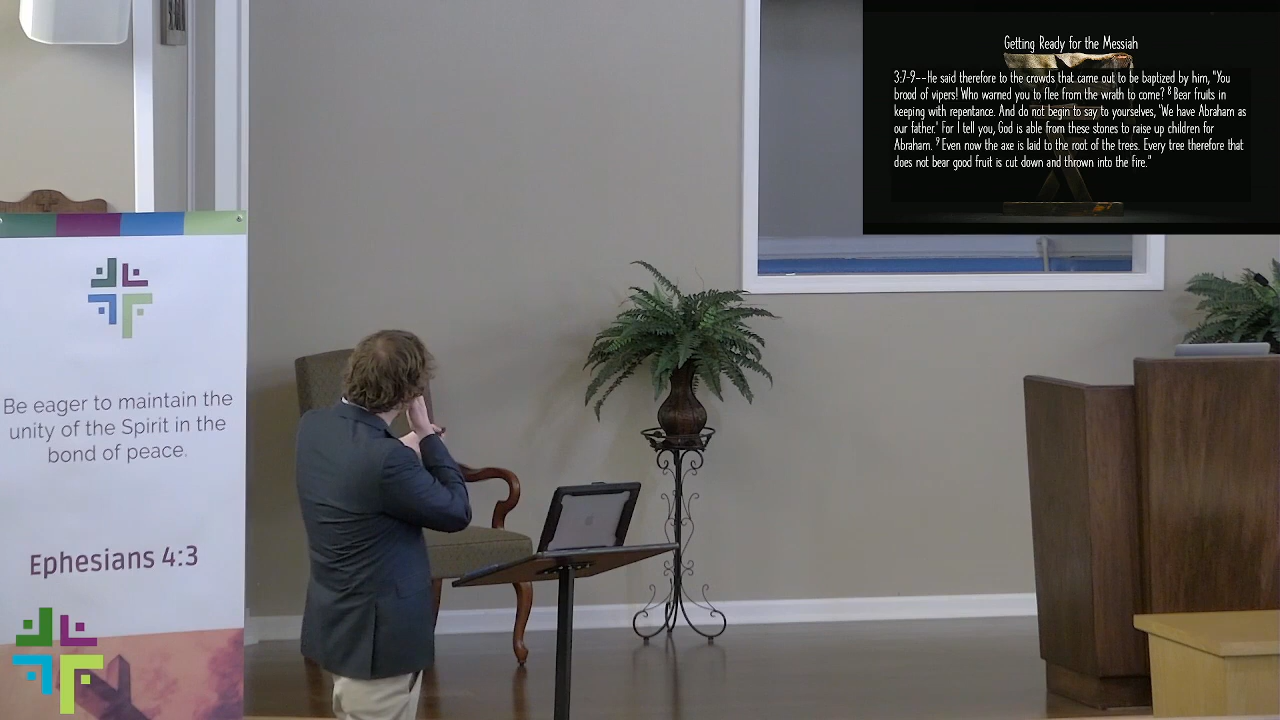 Getting Ready for the Messiah
3:7-9--He said therefore to the crowds that came out to be baptized by him, "You
brood of vipers! Who warned you to flee from the wrath to come? ⁸ Bear fruits in
keeping with repentance. And do not begin to say to yourselves, 'We have Abraham as
our father.' For I tell you, God is able from these stones to raise up children for
Abraham. ⁹ Even now the axe is laid to the root of the trees. Every tree therefore that
does not bear good fruit is cut down and thrown into the fire."
Be eager to maintain the
unity of the Spirit in the
bond of peace.
Ephesians 4:3